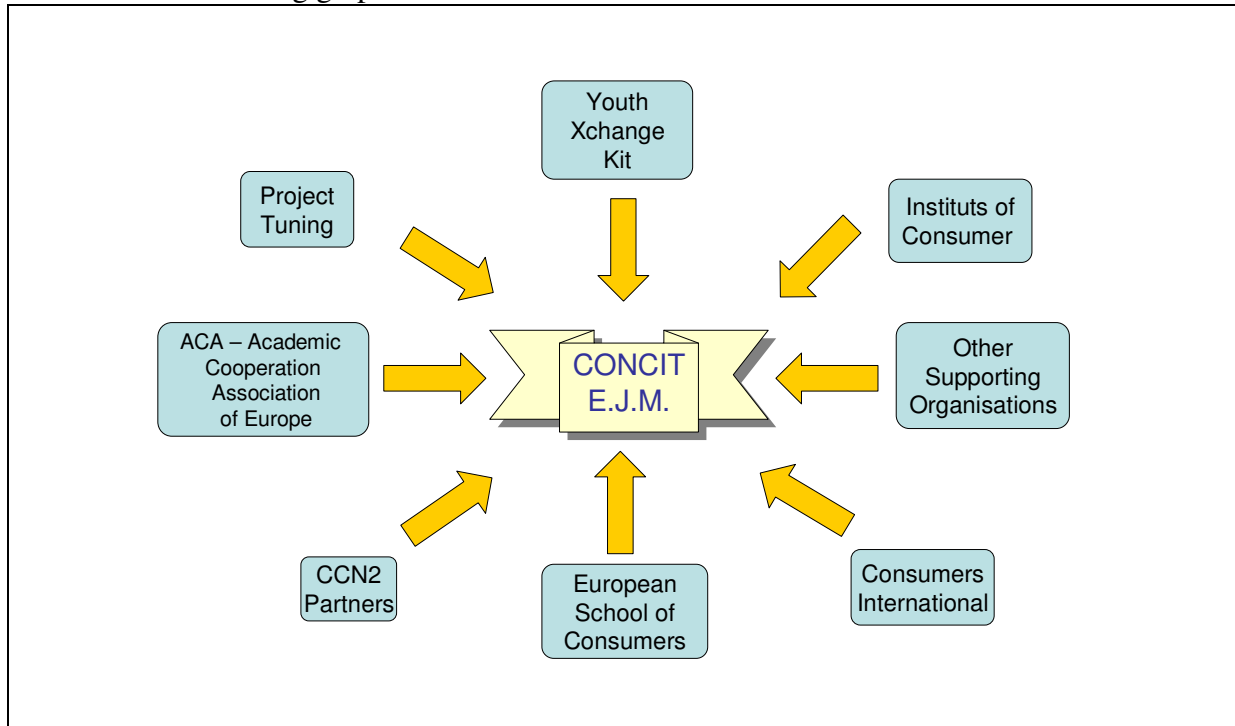 Youth
Xchange
Kit
Project
Tuning
Instituts of
Consumer
ACA – Academic
Cooperation
Association
of Europe
CONCIT
E.J.M.
Other
Supporting
Organisations
CCN2
Partners
European
School of
Consumers
Consumers
International